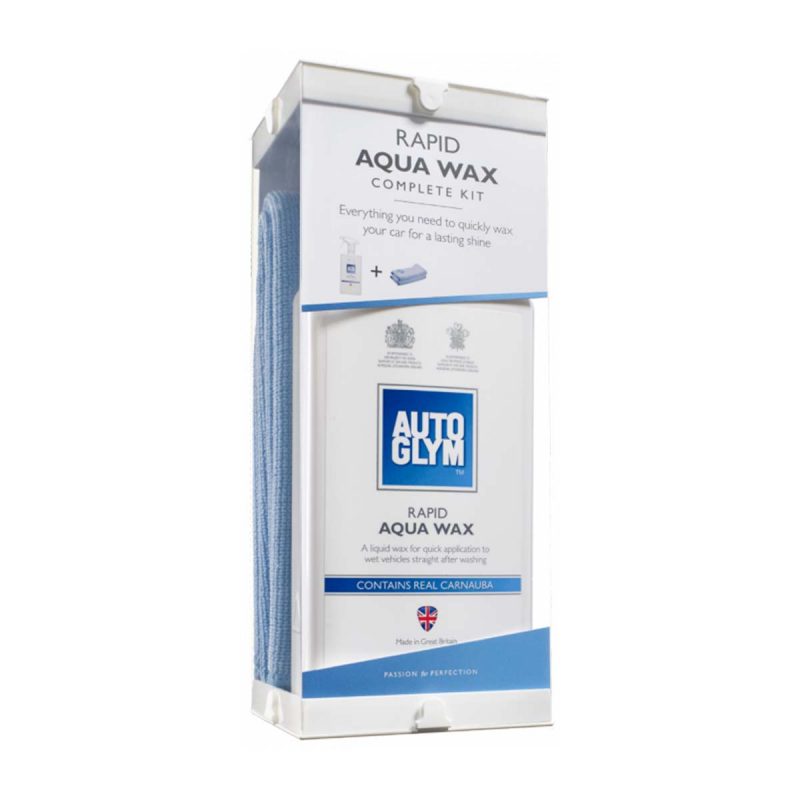 RAPID
AQUA WAX
COMPLETE KIT
Everything you need to quickly wax
your car for a lasting shine
+
AUTO
GLYM
TM
RAPID
AQUA WAX
A liquid wax for quick application to
wet vehicles straight after washing
CONTAINS REAL CARNAUBA
Made in Great Britain
PASSION for PERFECTION